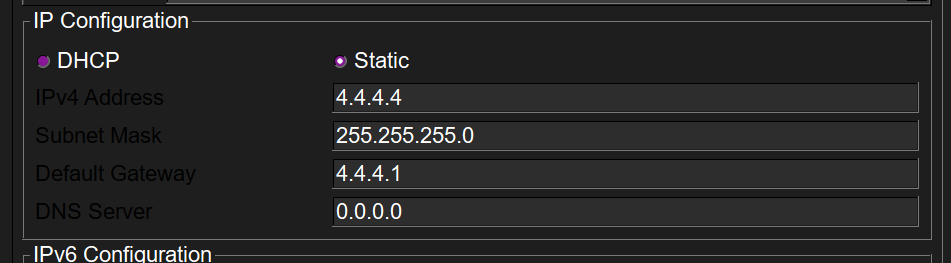 IP Configuration
DHCP Static
IPv4 Address 4.4.4.4
Subnet Mask 255.255.255.0
Default Gateway 4.4.4.1
DNS Server 0.0.0.0
IPv6 Configuration